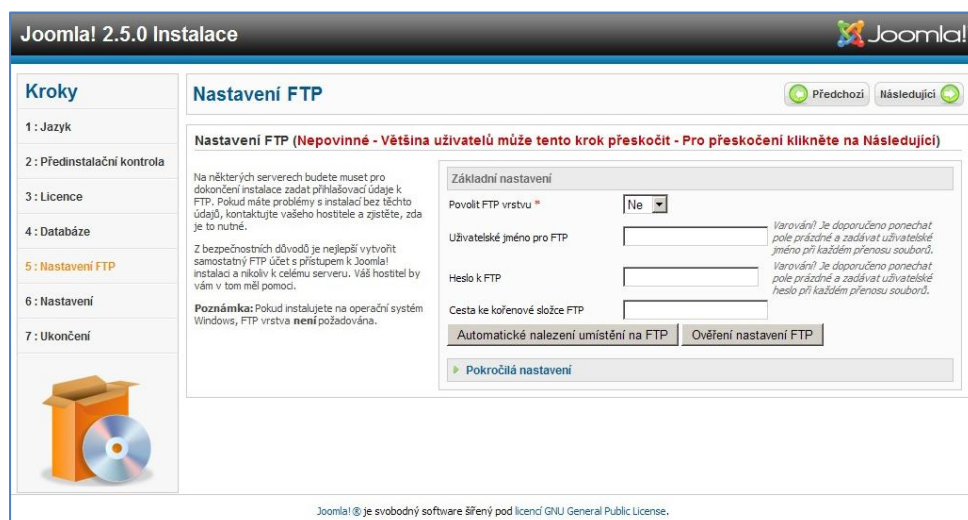 Joomla! 2.5.0 Instalace
Joomla!
Kroky
1 : Jazyk
2 : Předinstalační kontrola
3 : Licence
4 : Databáze
5 : Nastavení FTP
6 : Nastavení
7 : Ukončení
Nastavení FTP
Předchozí
Následující
Nastavení FTP (Nepovinné - Většina uživatelů může tento krok přeskočit - Pro přeskočení klikněte na Následující)
Na některých serverech budete muset pro
dokončení instalace zadat přihlašovací údaje k
FTP. Pokud máte problémy s instalací bez těchto
údajů, kontaktujte vašeho hostitele a zjistěte, zda
je to nutné.
Z bezpečnostních důvodů je nejlepší vytvořit
samostatný FTP účet s přístupem k Joomla!
instalaci a nikoliv k celému serveru. Váš hostitel by
vám v tom měl pomoci.
Poznámka: Pokud instalujete na operační systém
Windows, FTP vrstva není požadována.
Základní nastavení
Povolit FTP vrstvu *
Ne
Uživatelské jméno pro FTP
Varování! Je doporučeno ponechat
pole prázdné a zadávat uživatelské
jméno při každém přenosu souborů.
Heslo k FTP
Varování! Je doporučeno ponechat
pole prázdné a zadávat uživatelské
heslo při každém přenosu souborů.
Cesta ke kořenové složce FTP
Automatické nalezení umístění na FTP
Ověření nastavení FTP
Pokročilá nastavení
Joomla! ® je svobodný software šířený pod licencí GNU General Public License.